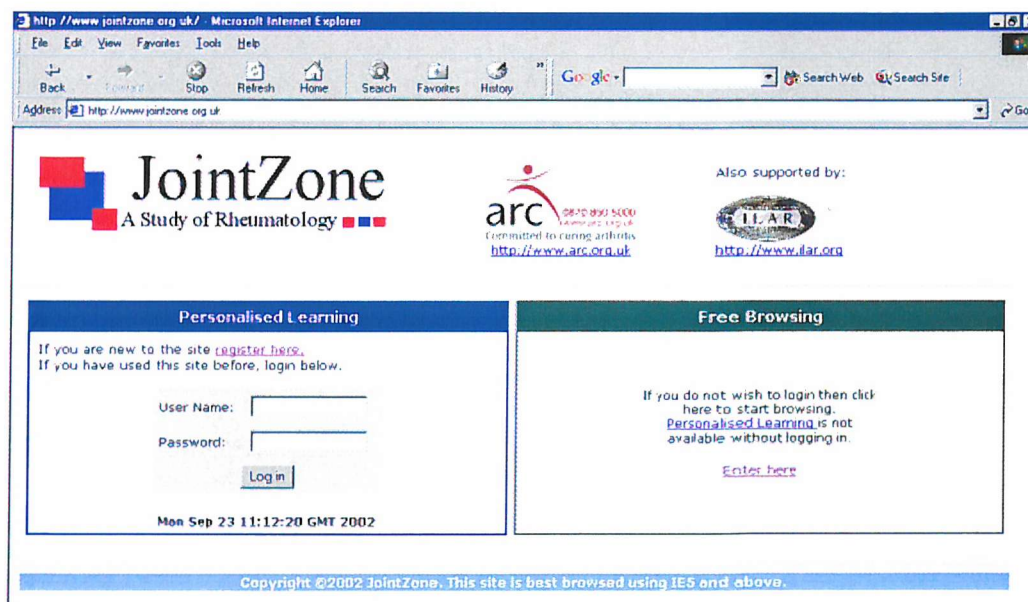 http://www.jointzone.org.uk/ - Microsoft Internet Explorer
File Edit View Favorites Tools Help
Back Forward Stop Refresh Home Search Favorites History » Google Search Web Search Site
Address http://www.jointzone.org.uk Go
JointZone
A Study of Rheumatology
arc 0870 850 5000
Committed to curing arthritis
http://www.arc.org.uk
Also supported by:
ILAR
http://www.ilar.org
Personalised Learning
If you are new to the site register here.
If you have used this site before, login below.
User Name:
Password:
Log in
Mon Sep 23 11:12:20 GMT 2002
Free Browsing
If you do not wish to login then click
here to start browsing.
Personalised Learning is not
available without logging in.
Enter here
Copyright ©2002 JointZone. This site is best browsed using IE5 and above.